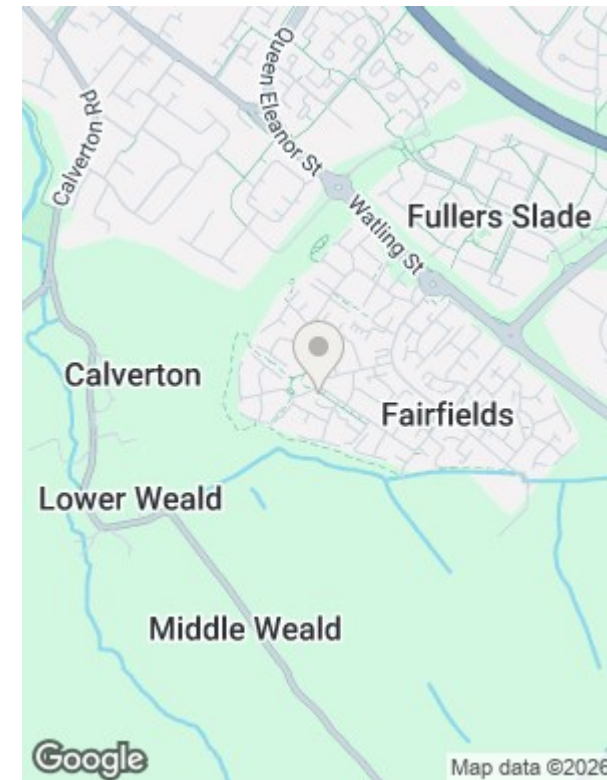 Calverton Rd
Queen Eleanor St
Watling St
Fullers Slade
Calverton
Fairfields
Lower Weald
Middle Weald
Google
Map data ©2026